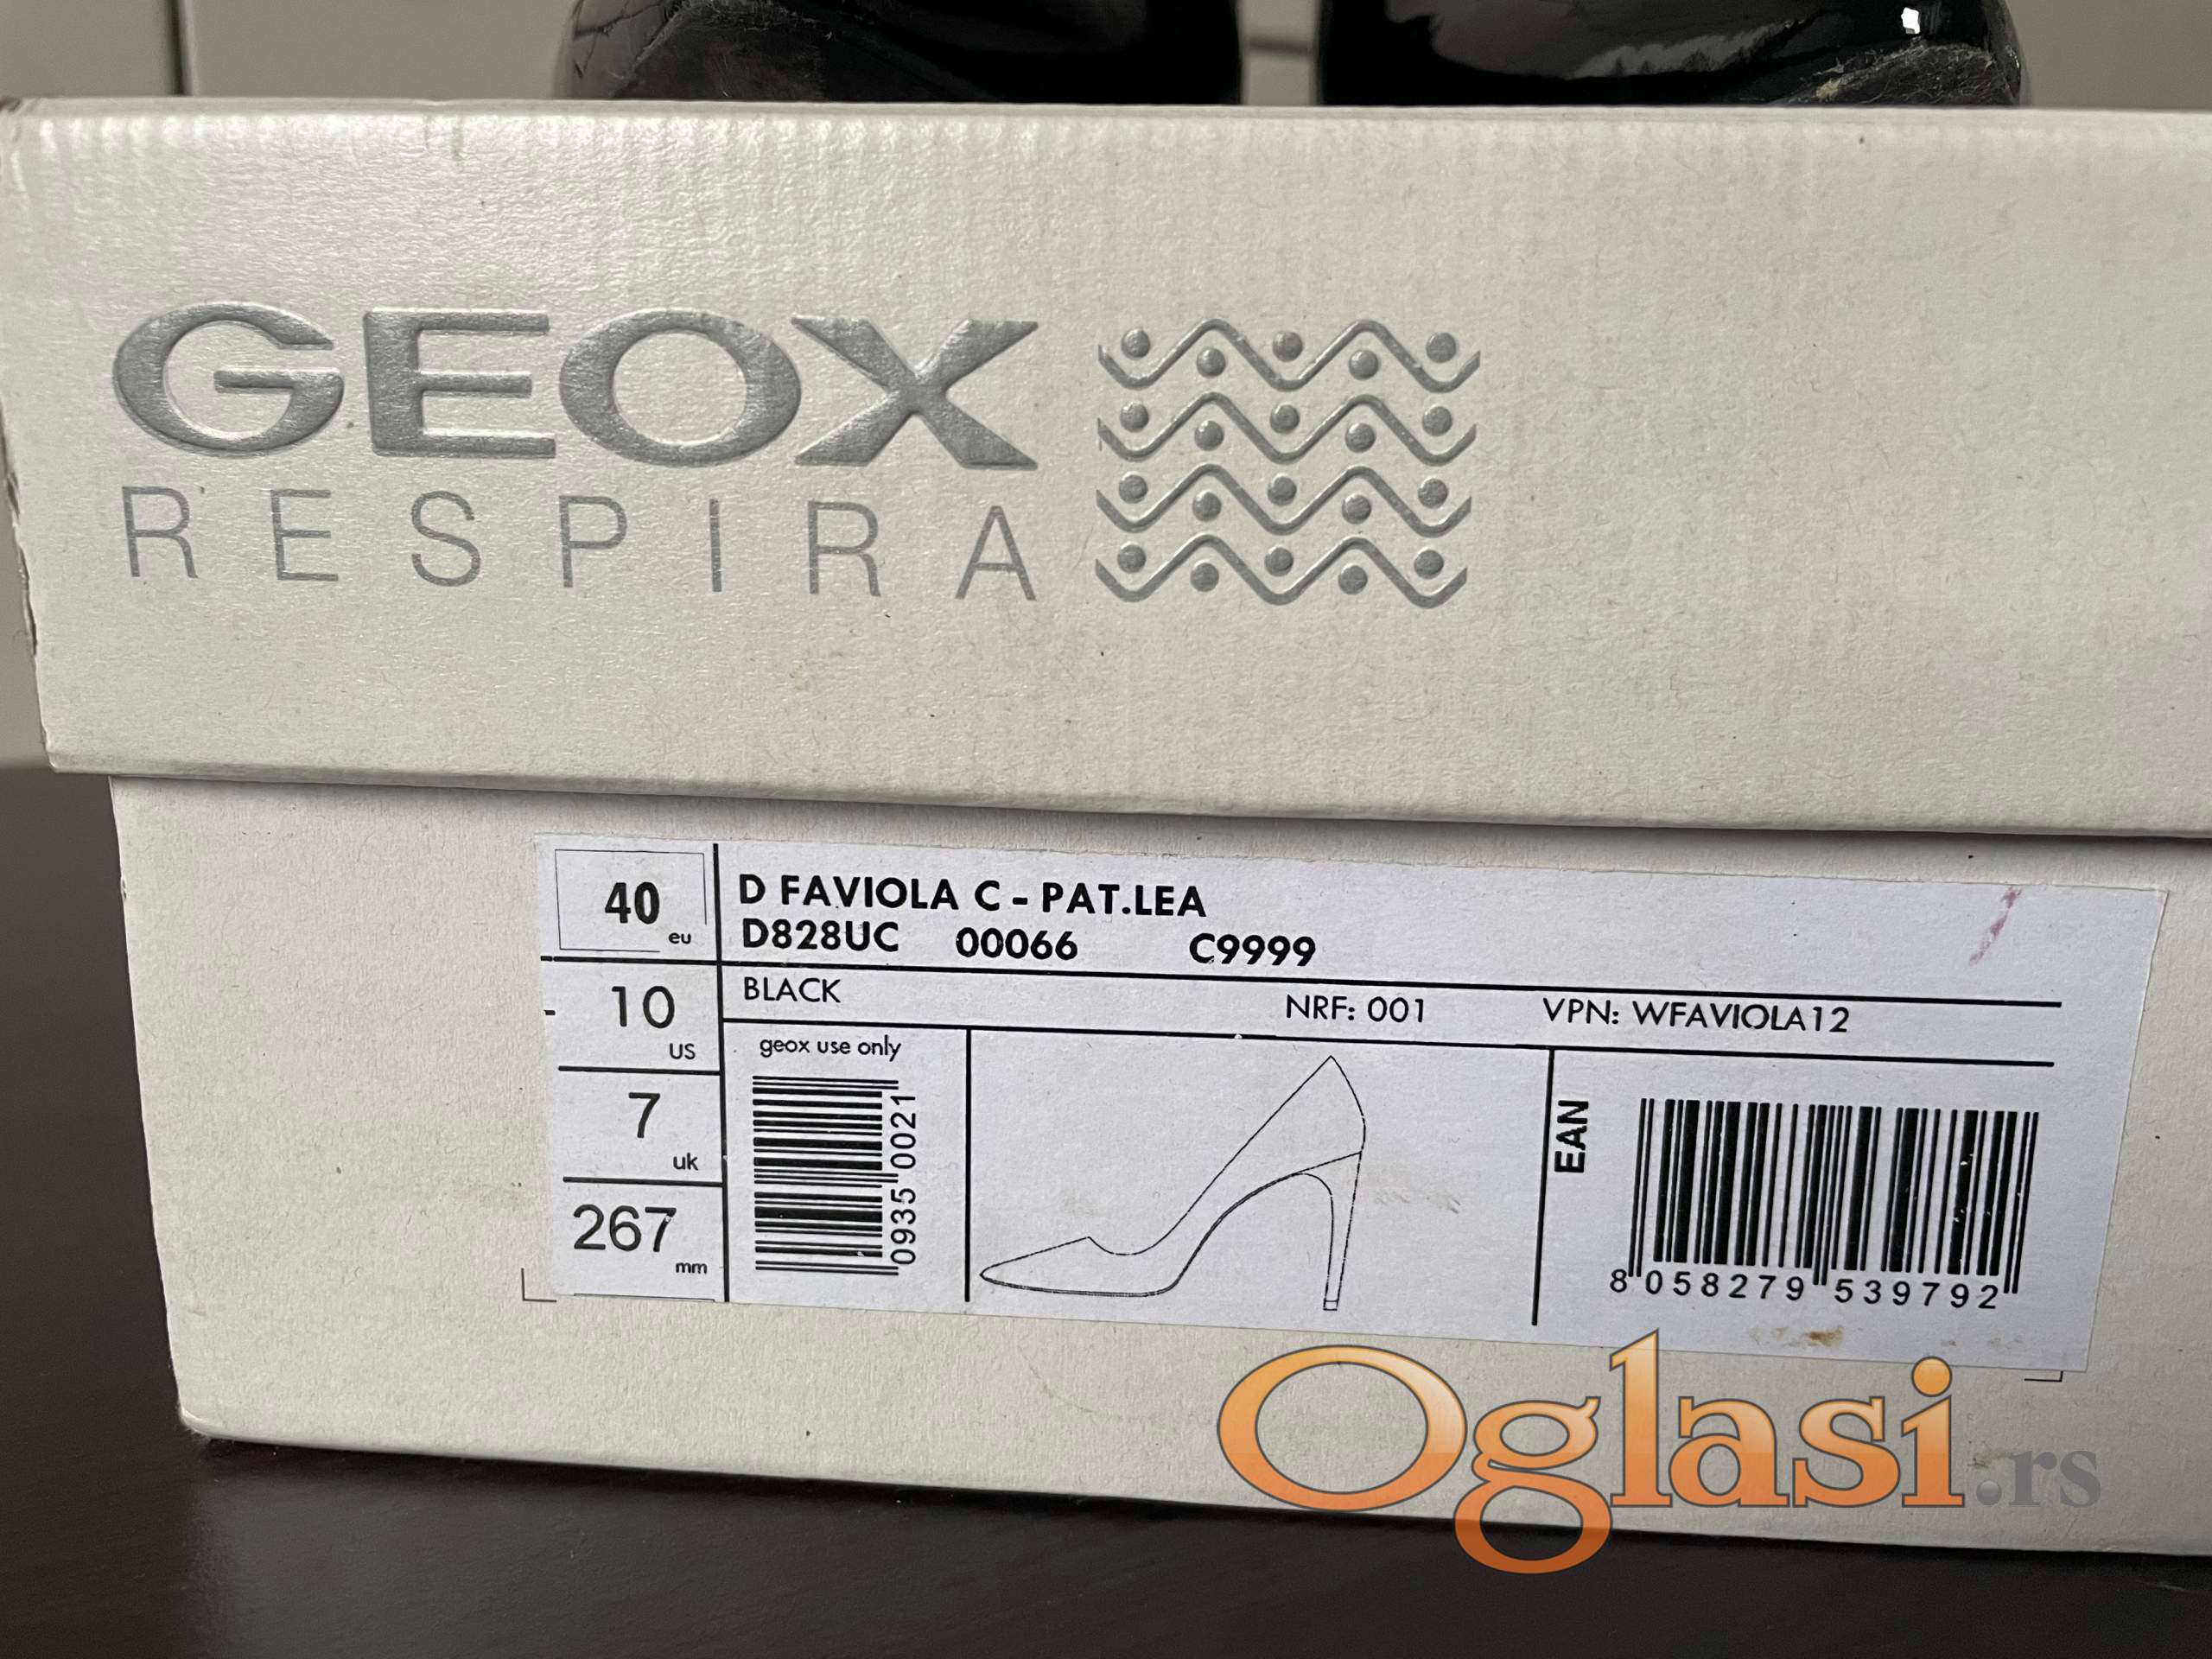 GEOX
RESPIRA
40 eu
D FAVIOLA C - PAT.LEA
D828UC 00066 C9999
10 US
BLACK NRF: 001 VPN: WFAVIOLA12
7 uk
267 mm
geox use only
0935 0021
EAN
8 058279 539792
Oglasi.rs